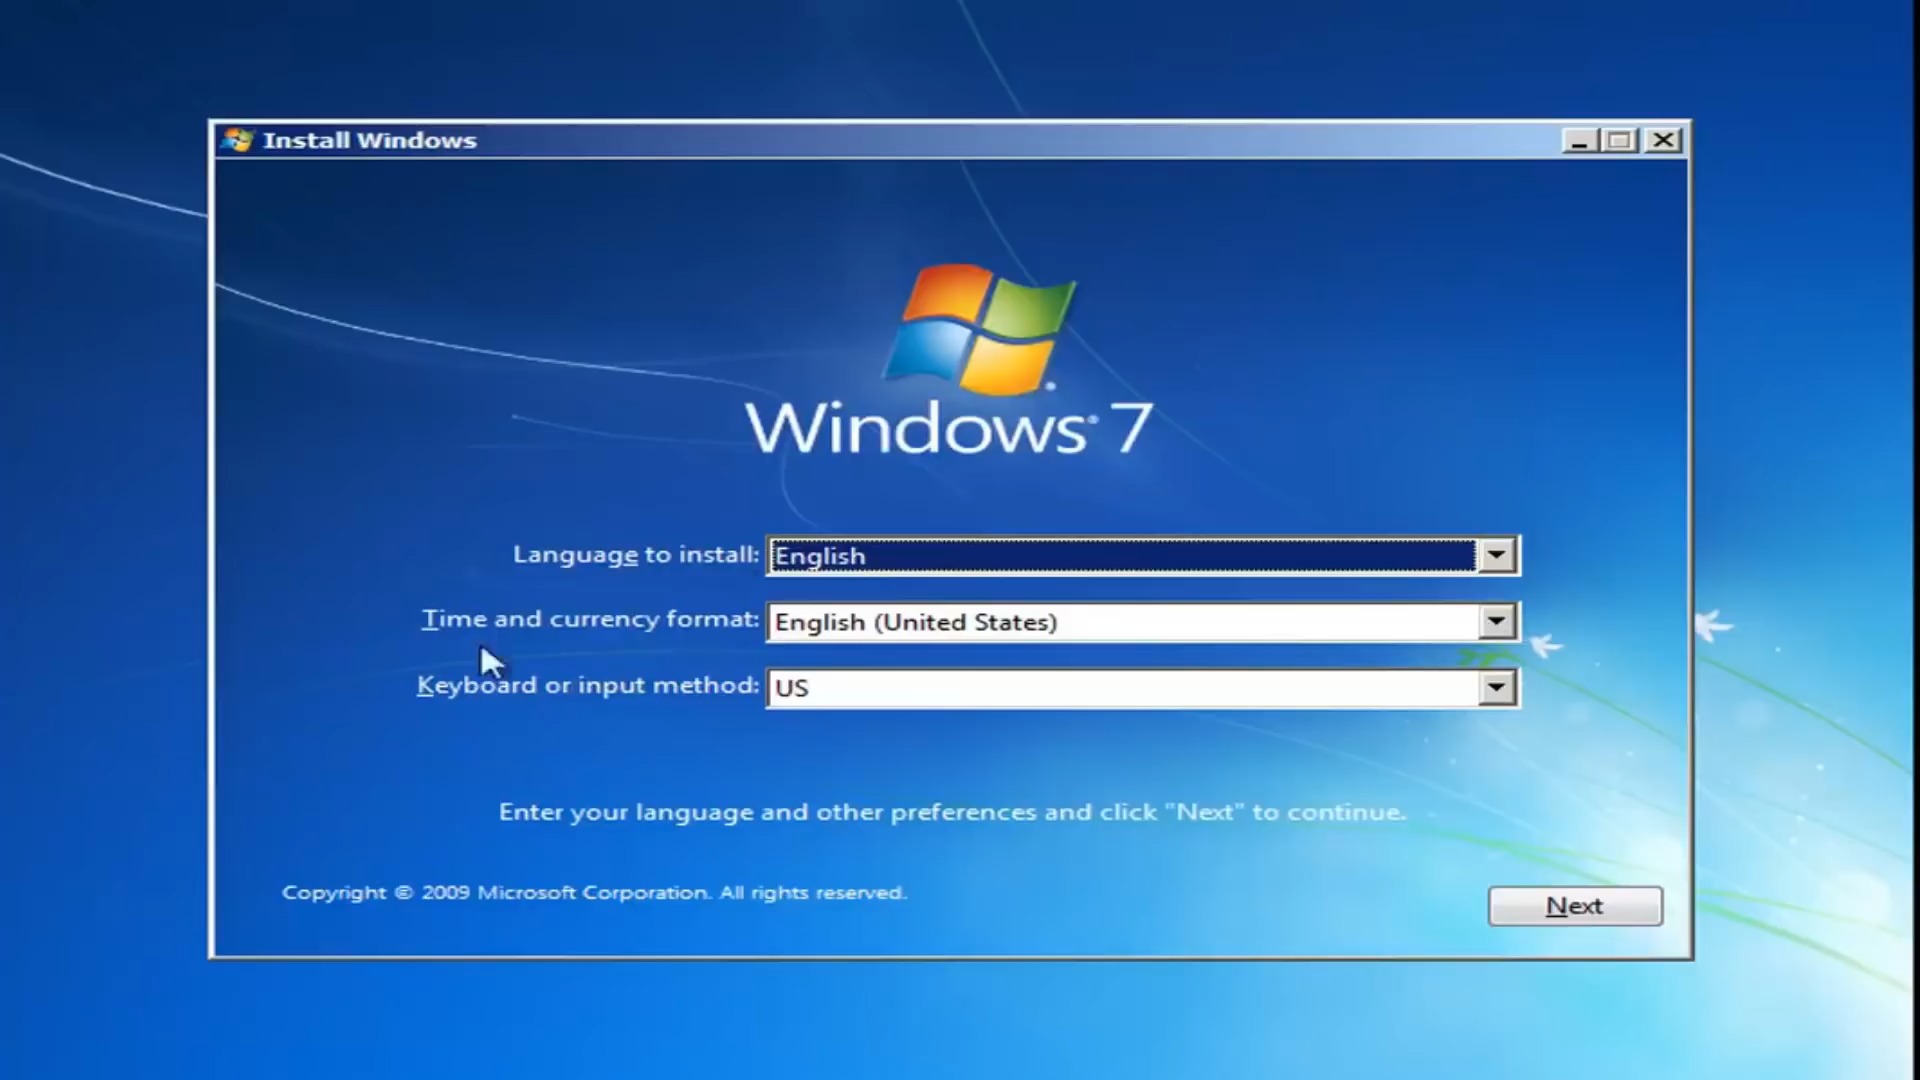 Install Windows
Windows® 7
Language to install: English
Time and currency format: English (United States)
Keyboard or input method: US
Enter your language and other preferences and click "Next" to continue.
Copyright © 2009 Microsoft Corporation. All rights reserved.
Next